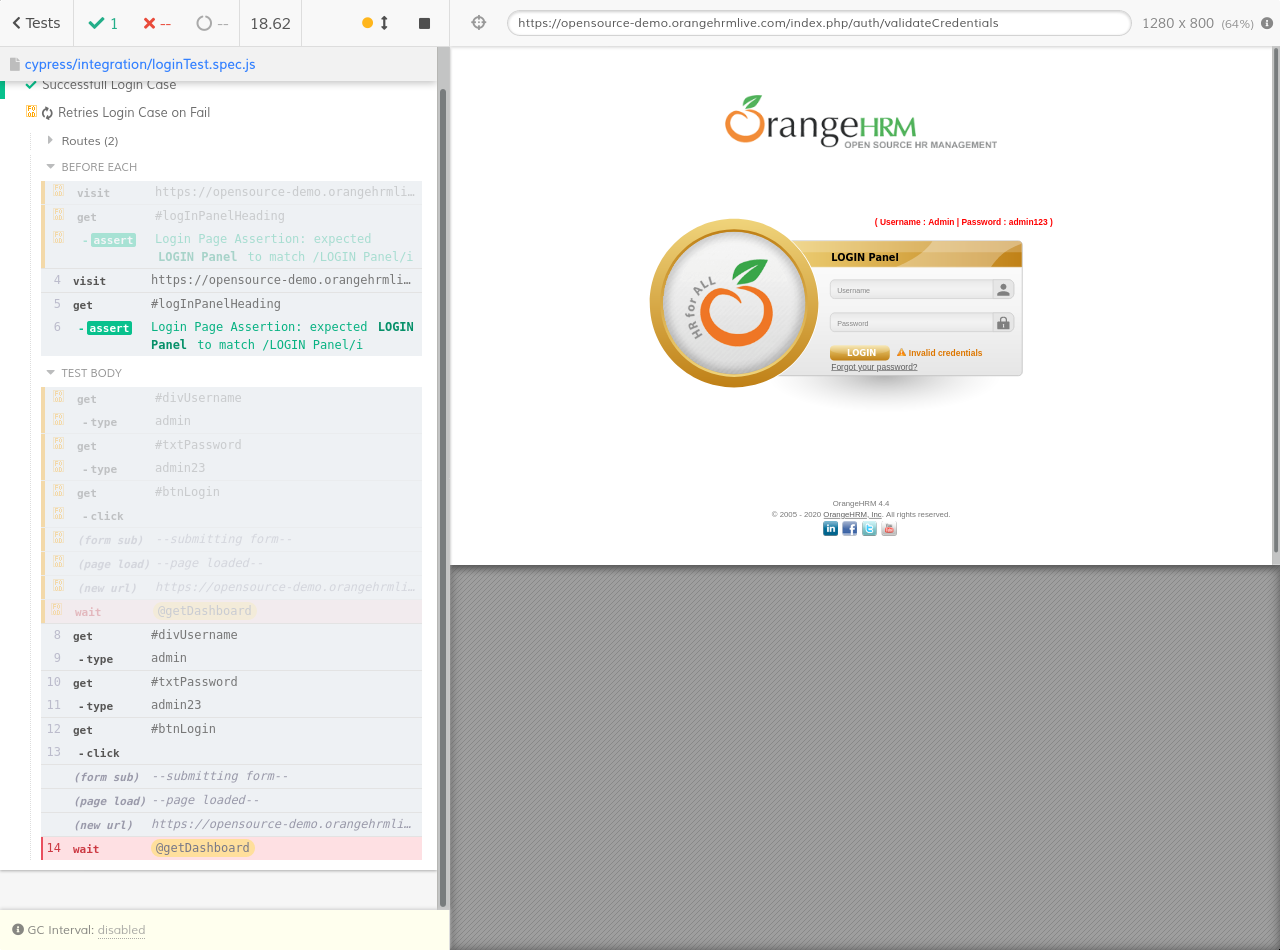 Tests
1
--
--
18.62
https://opensource-demo.orangehrmlive.com/index.php/auth/validateCredentials
1280 x 800 (64%)
cypress/integration/loginTest.spec.js
Successfull Login Case
Retries Login Case on Fail
Routes (2)
BEFORE EACH
visit https://opensource-demo.orangehrmli…
get #logInPanelHeading
- assert Login Page Assertion: expected
LOGIN Panel to match /LOGIN Panel/i
4 visit https://opensource-demo.orangehrmli…
5 get #logInPanelHeading
6 - assert Login Page Assertion: expected LOGIN
Panel to match /LOGIN Panel/i
TEST BODY
get #divUsername
- type admin
get #txtPassword
- type admin23
get #btnLogin
- click
(form sub) --submitting form--
(page load) --page loaded--
(new url) https://opensource-demo.orangehrmli…
wait @getDashboard
8 get #divUsername
9 - type admin
10 get #txtPassword
11 - type admin23
12 get #btnLogin
13 - click
(form sub) --submitting form--
(page load) --page loaded--
(new url) https://opensource-demo.orangehrmli…
14 wait @getDashboard
GC Interval: disabled
OrangeHRM
OPEN SOURCE HR MANAGEMENT
( Username : Admin | Password : admin123 )
LOGIN Panel
HR for ALL
Username
Password
LOGIN
Invalid credentials
Forgot your password?
OrangeHRM 4.4
© 2005 - 2020 OrangeHRM, Inc. All rights reserved.